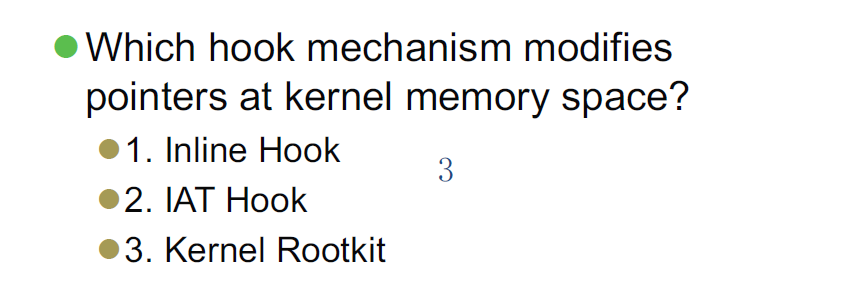 Which hook mechanism modifies
pointers at kernel memory space?
1. Inline Hook
3
2. IAT Hook
3. Kernel Rootkit